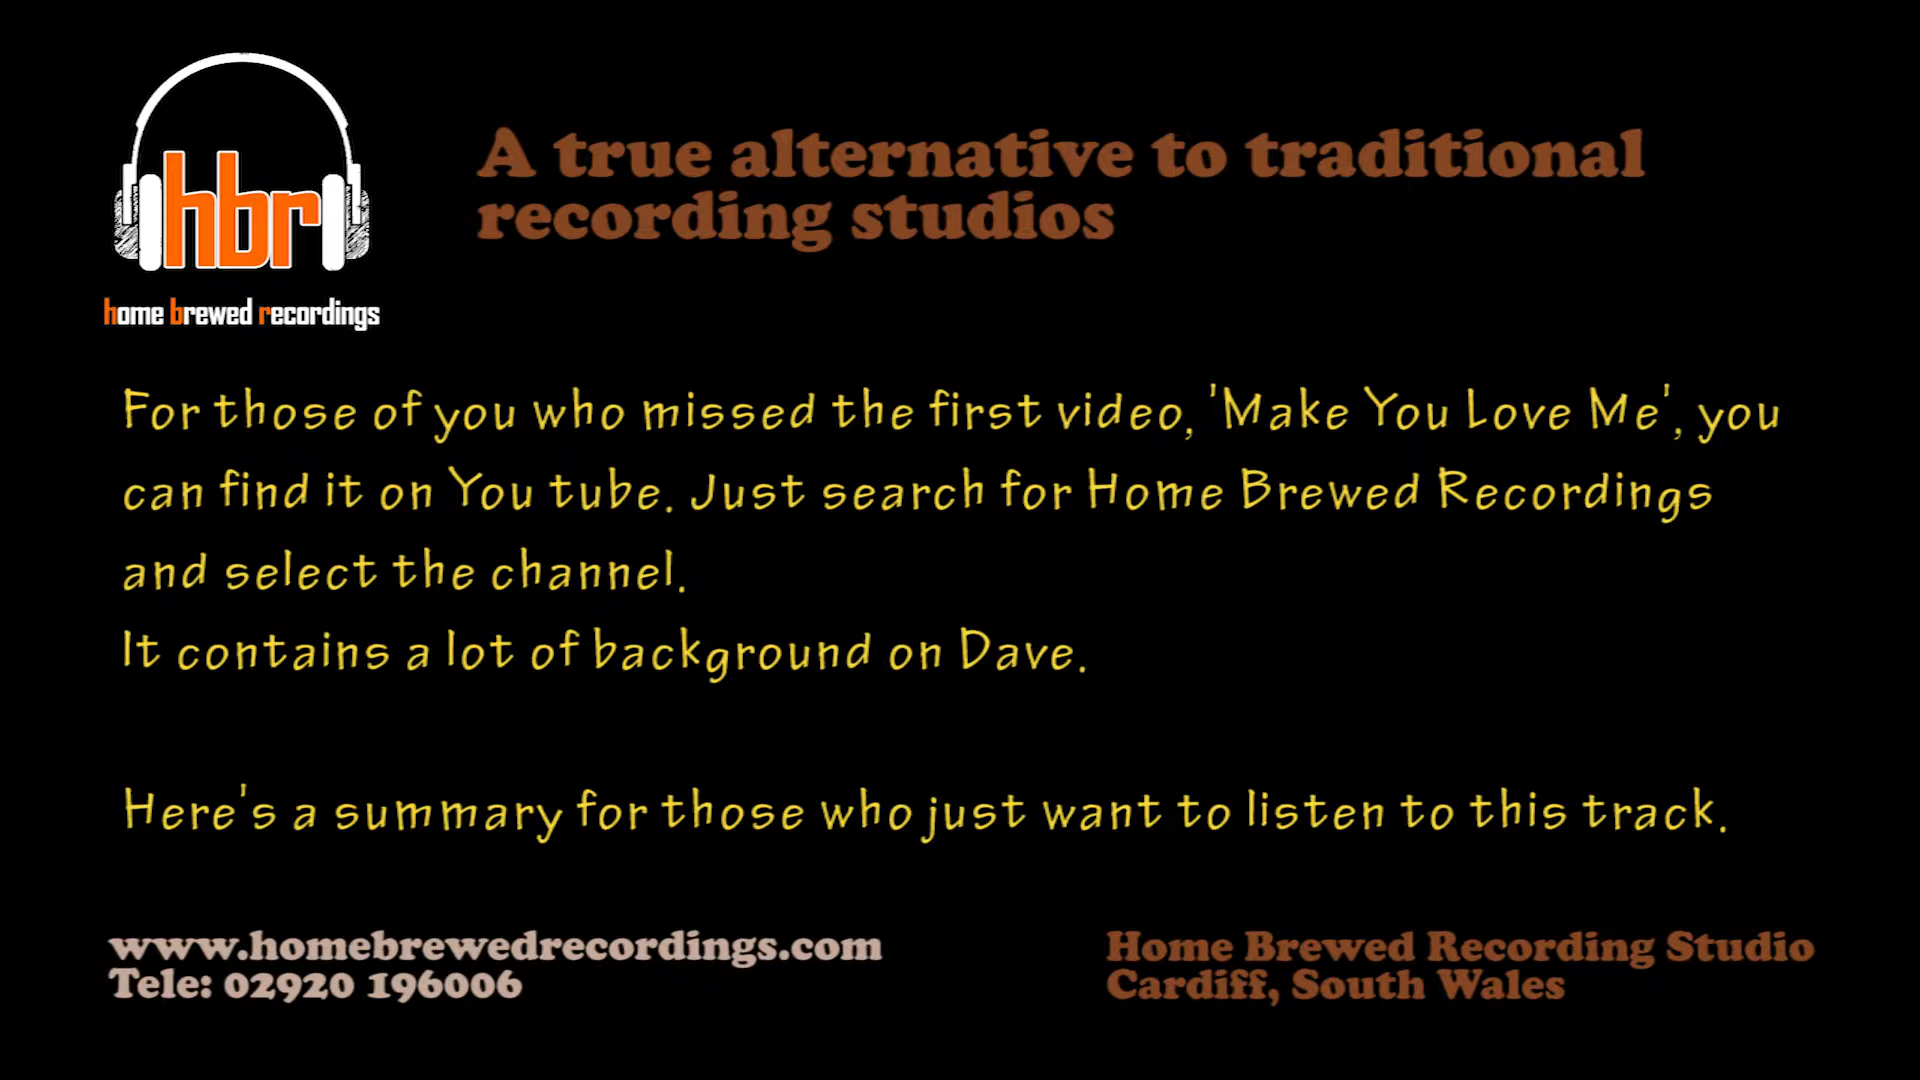 hbr
home brewed recordings
A true alternative to traditional
recording studios
For those of you who missed the first video, 'Make You Love Me', you
can find it on You tube. Just search for Home Brewed Recordings
and select the channel.
It contains a lot of background on Dave.
Here's a summary for those who just want to listen to this track.
www.homebrewedrecordings.com
Tele: 02920 196006
Home Brewed Recording Studio
Cardiff, South Wales